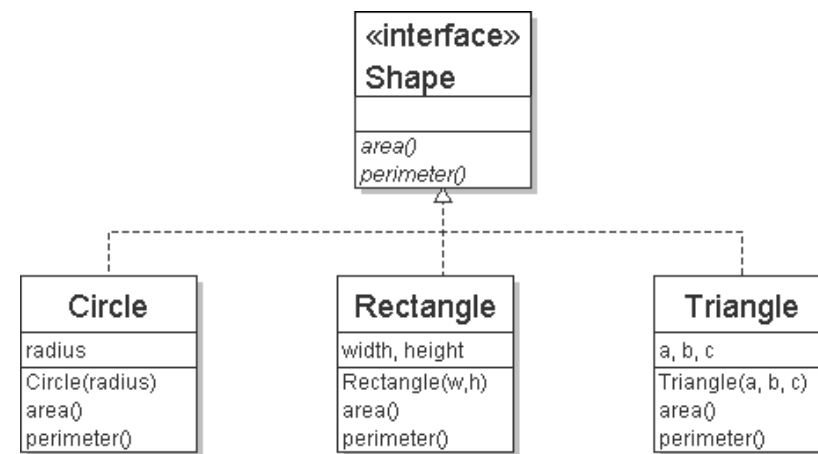 «interface»
Shape
area()
perimeter()
Circle
radius
Circle(radius)
area()
perimeter()
Rectangle
width, height
Rectangle(w,h)
area()
perimeter()
Triangle
a, b, c
Triangle(a, b, c)
area()
perimeter()